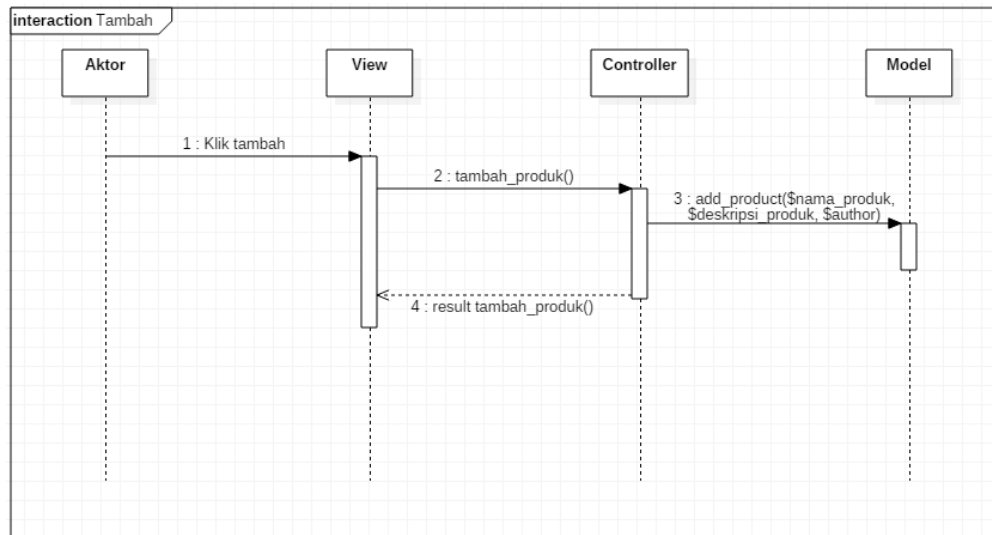 interaction Tambah
Aktor
View
Controller
Model
1 : Klik tambah
2 : tambah_produk()
3 : add_product($nama_produk,
$deskripsi_produk, $author)
4 : result tambah_produk()